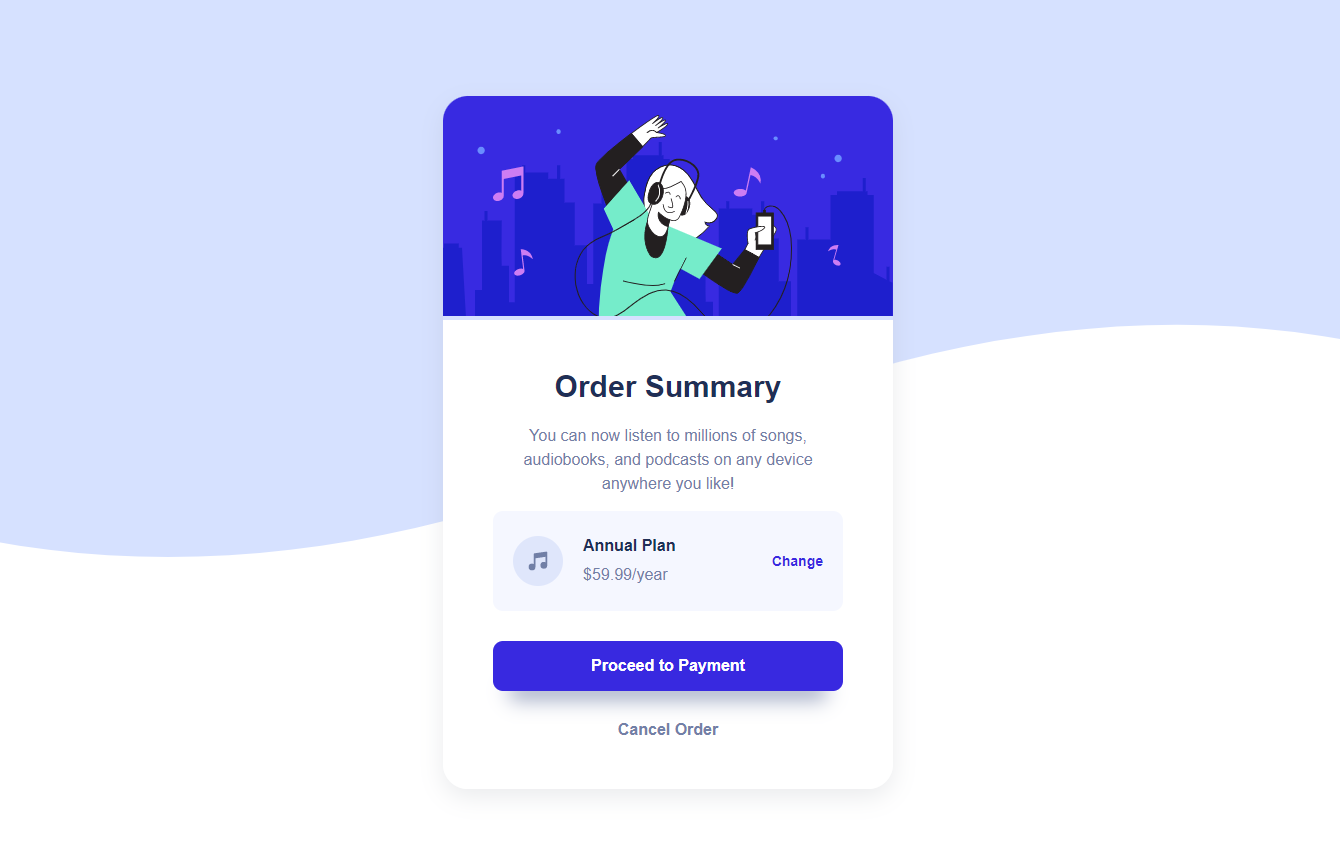 Order Summary
You can now listen to millions of songs,
audiobooks, and podcasts on any device
anywhere you like!
Annual Plan
$59.99/year
Change
Proceed to Payment
Cancel Order